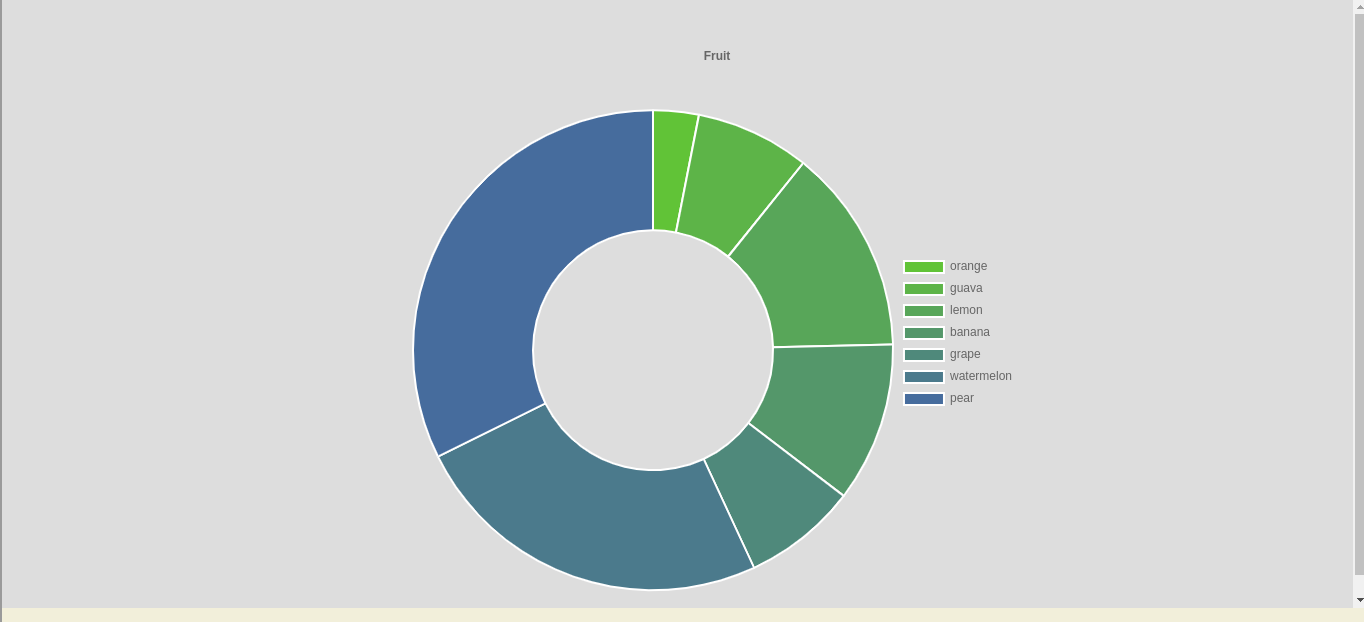 Fruit
orange
guava
lemon
banana
grape
watermelon
pear